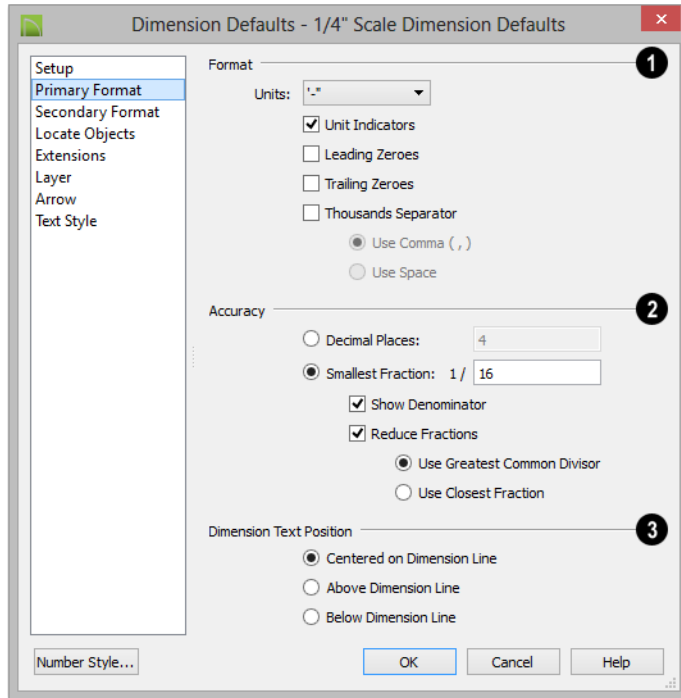 Dimension Defaults - 1/4" Scale Dimension Defaults
Setup
Primary Format
Secondary Format
Locate Objects
Extensions
Layer
Arrow
Text Style
Format 1
Units: '-"
Unit Indicators
Leading Zeroes
Trailing Zeroes
Thousands Separator
Use Comma ( , )
Use Space
Accuracy 2
Decimal Places: 4
Smallest Fraction: 1 / 16
Show Denominator
Reduce Fractions
Use Greatest Common Divisor
Use Closest Fraction
Dimension Text Position 3
Centered on Dimension Line
Above Dimension Line
Below Dimension Line
Number Style... OK Cancel Help